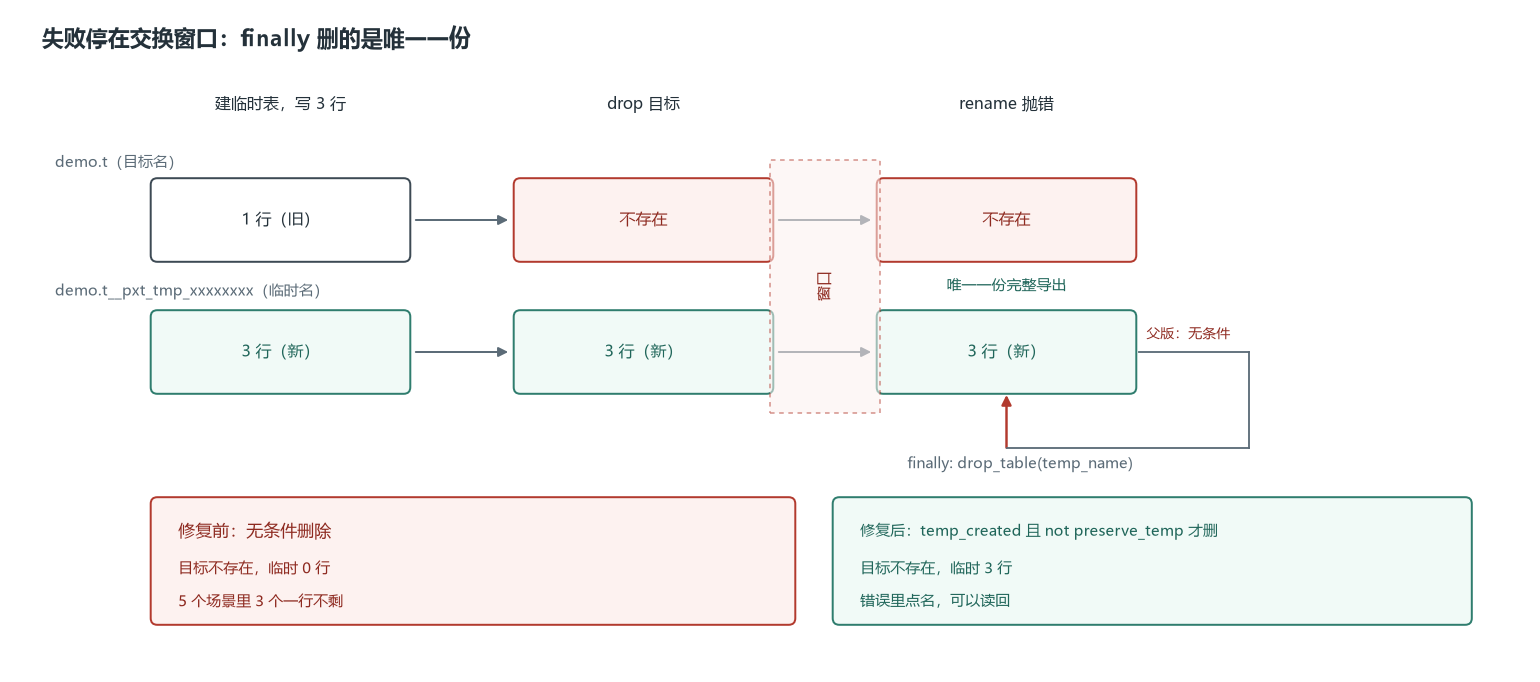 失败停在交换窗口：finally 删的是唯一一份
建临时表，写 3 行
drop 目标
rename 抛错
demo.t（目标名）
1 行（旧）
不存在
不存在
窗口
demo.t__pxt_tmp_xxxxxxxx（临时名）
唯一一份完整导出
3 行（新）
3 行（新）
3 行（新）
父版：无条件
finally: drop_table(temp_name)
修复前：无条件删除
目标不存在，临时 0 行
5 个场景里 3 个一行不剩
修复后：temp_created 且 not preserve_temp 才删
目标不存在，临时 3 行
错误里点名，可以读回